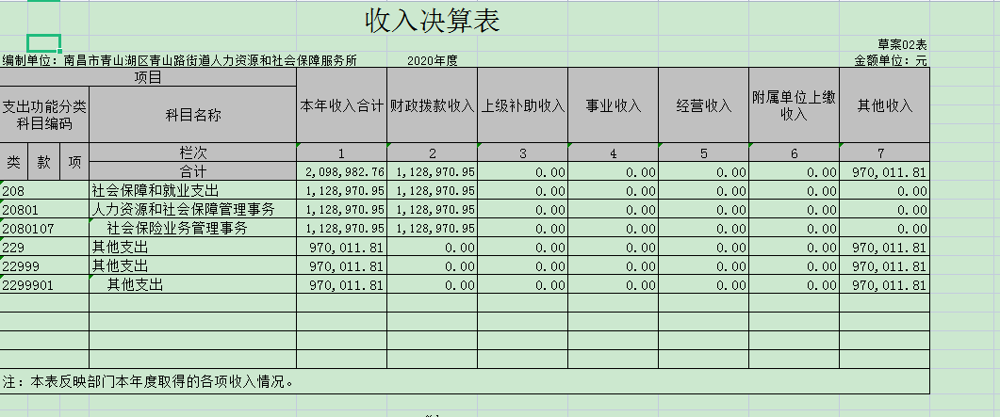 收入决算表
草案02表
编制单位：南昌市青山湖区青山路街道人力资源和社会保障服务所 2020年度 金额单位：元
项目 本年收入合计 财政拨款收入 上级补助收入 事业收入 经营收入 附属单位上缴收入 其他收入
支出功能分类科目编码 科目名称
类 款 项 栏次 1 2 3 4 5 6 7
合计 2,098,982.76 1,128,970.95 0.00 0.00 0.00 0.00 970,011.81
208 社会保障和就业支出 1,128,970.95 1,128,970.95 0.00 0.00 0.00 0.00 0.00
20801 人力资源和社会保障管理事务 1,128,970.95 1,128,970.95 0.00 0.00 0.00 0.00 0.00
2080107 社会保险业务管理事务 1,128,970.95 1,128,970.95 0.00 0.00 0.00 0.00 0.00
229 其他支出 970,011.81 0.00 0.00 0.00 0.00 0.00 970,011.81
22999 其他支出 970,011.81 0.00 0.00 0.00 0.00 0.00 970,011.81
2299901 其他支出 970,011.81 0.00 0.00 0.00 0.00 0.00 970,011.81
注：本表反映部门本年度取得的各项收入情况。